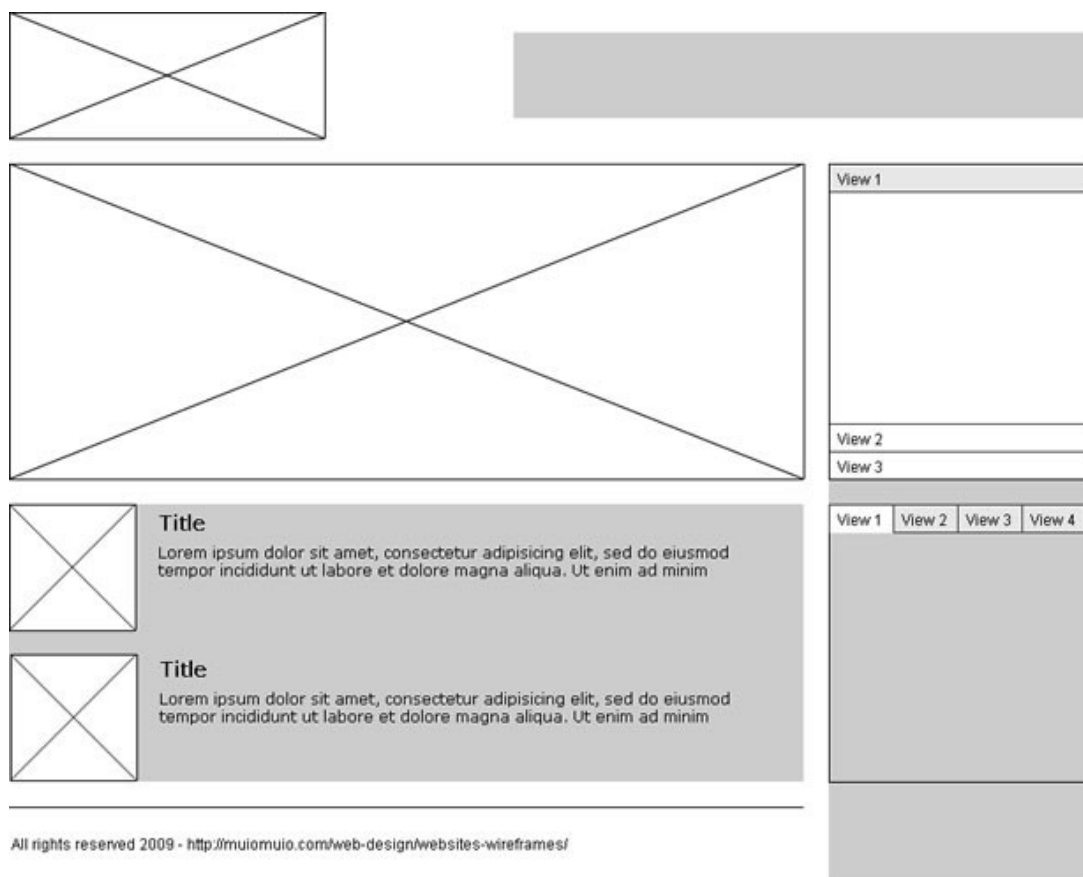 View 1
View 2
View 3
Title
Lorem ipsum dolor sit amet, consectetur adipisicing elit, sed do eiusmod
tempor incididunt ut labore et dolore magna aliqua. Ut enim ad minim
Title
Lorem ipsum dolor sit amet, consectetur adipisicing elit, sed do eiusmod
tempor incididunt ut labore et dolore magna aliqua. Ut enim ad minim
View 1 View 2 View 3 View 4
All rights reserved 2009 - http://muiomuio.com/web-design/websites-wireframes/